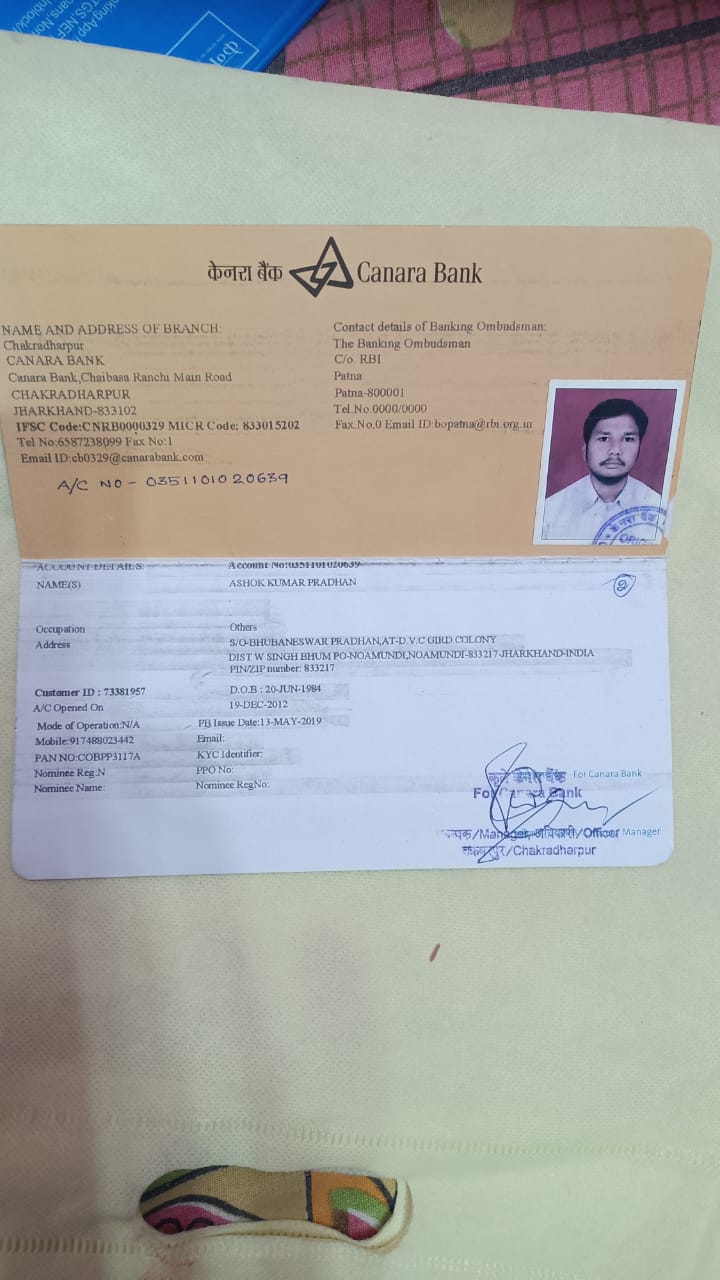 केनरा बैंक Canara Bank
NAME AND ADDRESS OF BRANCH:
Chakradharpur
CANARA BANK
Canara Bank,Chaibasa Ranchi Main Road
CHAKRADHARPUR
JHARKHAND-833102
IFSC Code:CNRB0000329 MICR Code: 833015202
Tel No:6587238099 Fax No:1
Email ID:cb0329@canarabank.com
A/C NO - 0351101020639
Contact details of Banking Ombudsman:
The Banking Ombudsman
C/o. RBI
Patna
Patna-800001
Tel.No.0000/0000
Fax.No,0 Email ID:bopatna@rbi.org.in
केनरा बैंक
ACCOUNT DETAILS: Account No:0351101020639
NAME(S) ASHOK KUMAR PRADHAN
2
Occupation Others
Address S/O-BHUBANESWAR PRADHAN,AT-D.V.C GIRD COLONY
DIST W SINGH BHUM PO-NOAMUNDI,NOAMUNDI-833217-JHARKHAND-INDIA
PIN/ZIP number: 833217
Customer ID : 73381957 D.O.B : 20-JUN-1984
A/C Opened On 19-DEC-2012
Mode of Operation:N/A PB Issue Date:13-MAY-2019
Mobile:917488023442 Email:
PAN NO:COBPP3117A KYC Identifier:
Nominee Reg:N PPO No:
Nominee Name: Nominee RegNo:
For Canara Bank
For Canara Bank
/Manager, अधिकारी/Officer Manager
/Chakradharpur